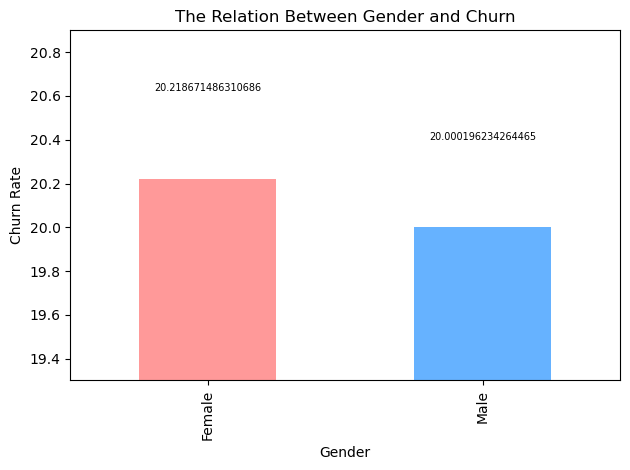 The Relation Between Gender and Churn
Churn Rate
20.8
20.6
20.4
20.2
20.0
19.8
19.6
19.4
20.218671486310686
20.000196234264465
Female
Male
Gender